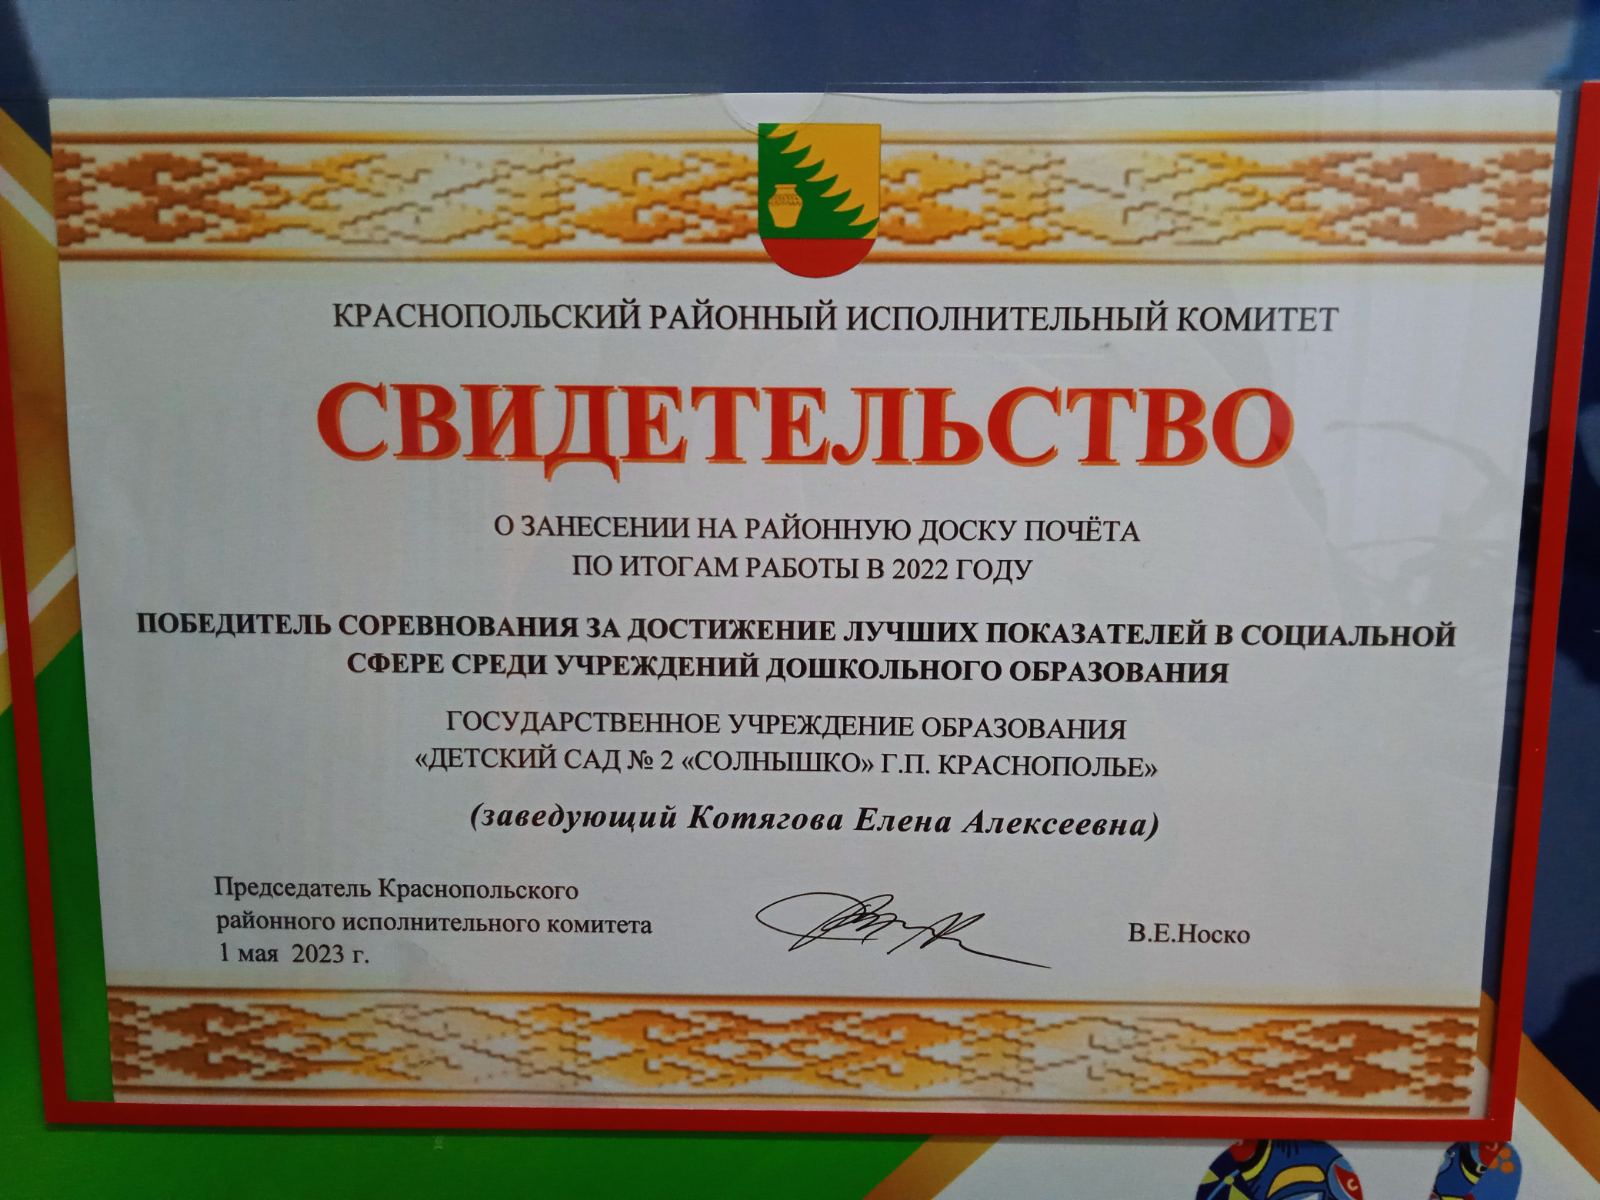 КРАСНОПОЛЬСКИЙ РАЙОННЫЙ ИСПОЛНИТЕЛЬНЫЙ КОМИТЕТ
СВИДЕТЕЛЬСТВО
О ЗАНЕСЕНИИ НА РАЙОННУЮ ДОСКУ ПОЧЁТА
ПО ИТОГАМ РАБОТЫ В 2022 ГОДУ
ПОБЕДИТЕЛЬ СОРЕВНОВАНИЯ ЗА ДОСТИЖЕНИЕ ЛУЧШИХ ПОКАЗАТЕЛЕЙ В СОЦИАЛЬНОЙ
СФЕРЕ СРЕДИ УЧРЕЖДЕНИЙ ДОШКОЛЬНОГО ОБРАЗОВАНИЯ
ГОСУДАРСТВЕННОЕ УЧРЕЖДЕНИЕ ОБРАЗОВАНИЯ
«ДЕТСКИЙ САД № 2 «СОЛНЫШКО» Г.П. КРАСНОПОЛЬЕ»
(заведующий Котягова Елена Алексеевна)
Председатель Краснопольского
районного исполнительного комитета
1 мая 2023 г.
В.Е.Носко